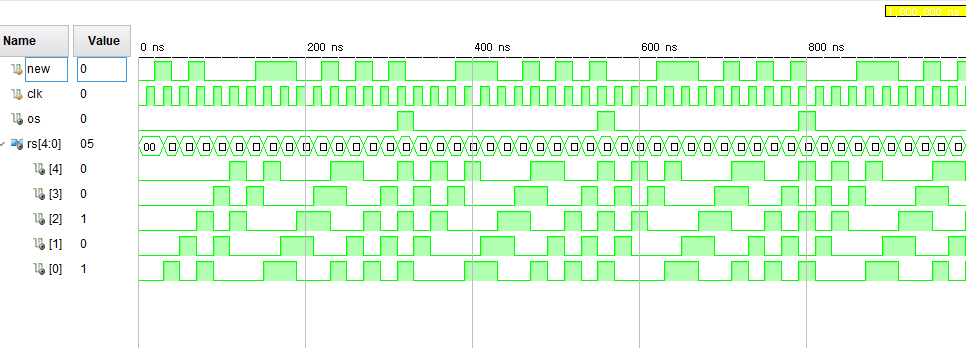 1,000,000 ns
Name Value
0 ns 200 ns 400 ns 600 ns 800 ns
new 0
clk 0
os 0
rs[4:0] 05 00
[4] 0
[3] 0
[2] 1
[1] 0
[0] 1